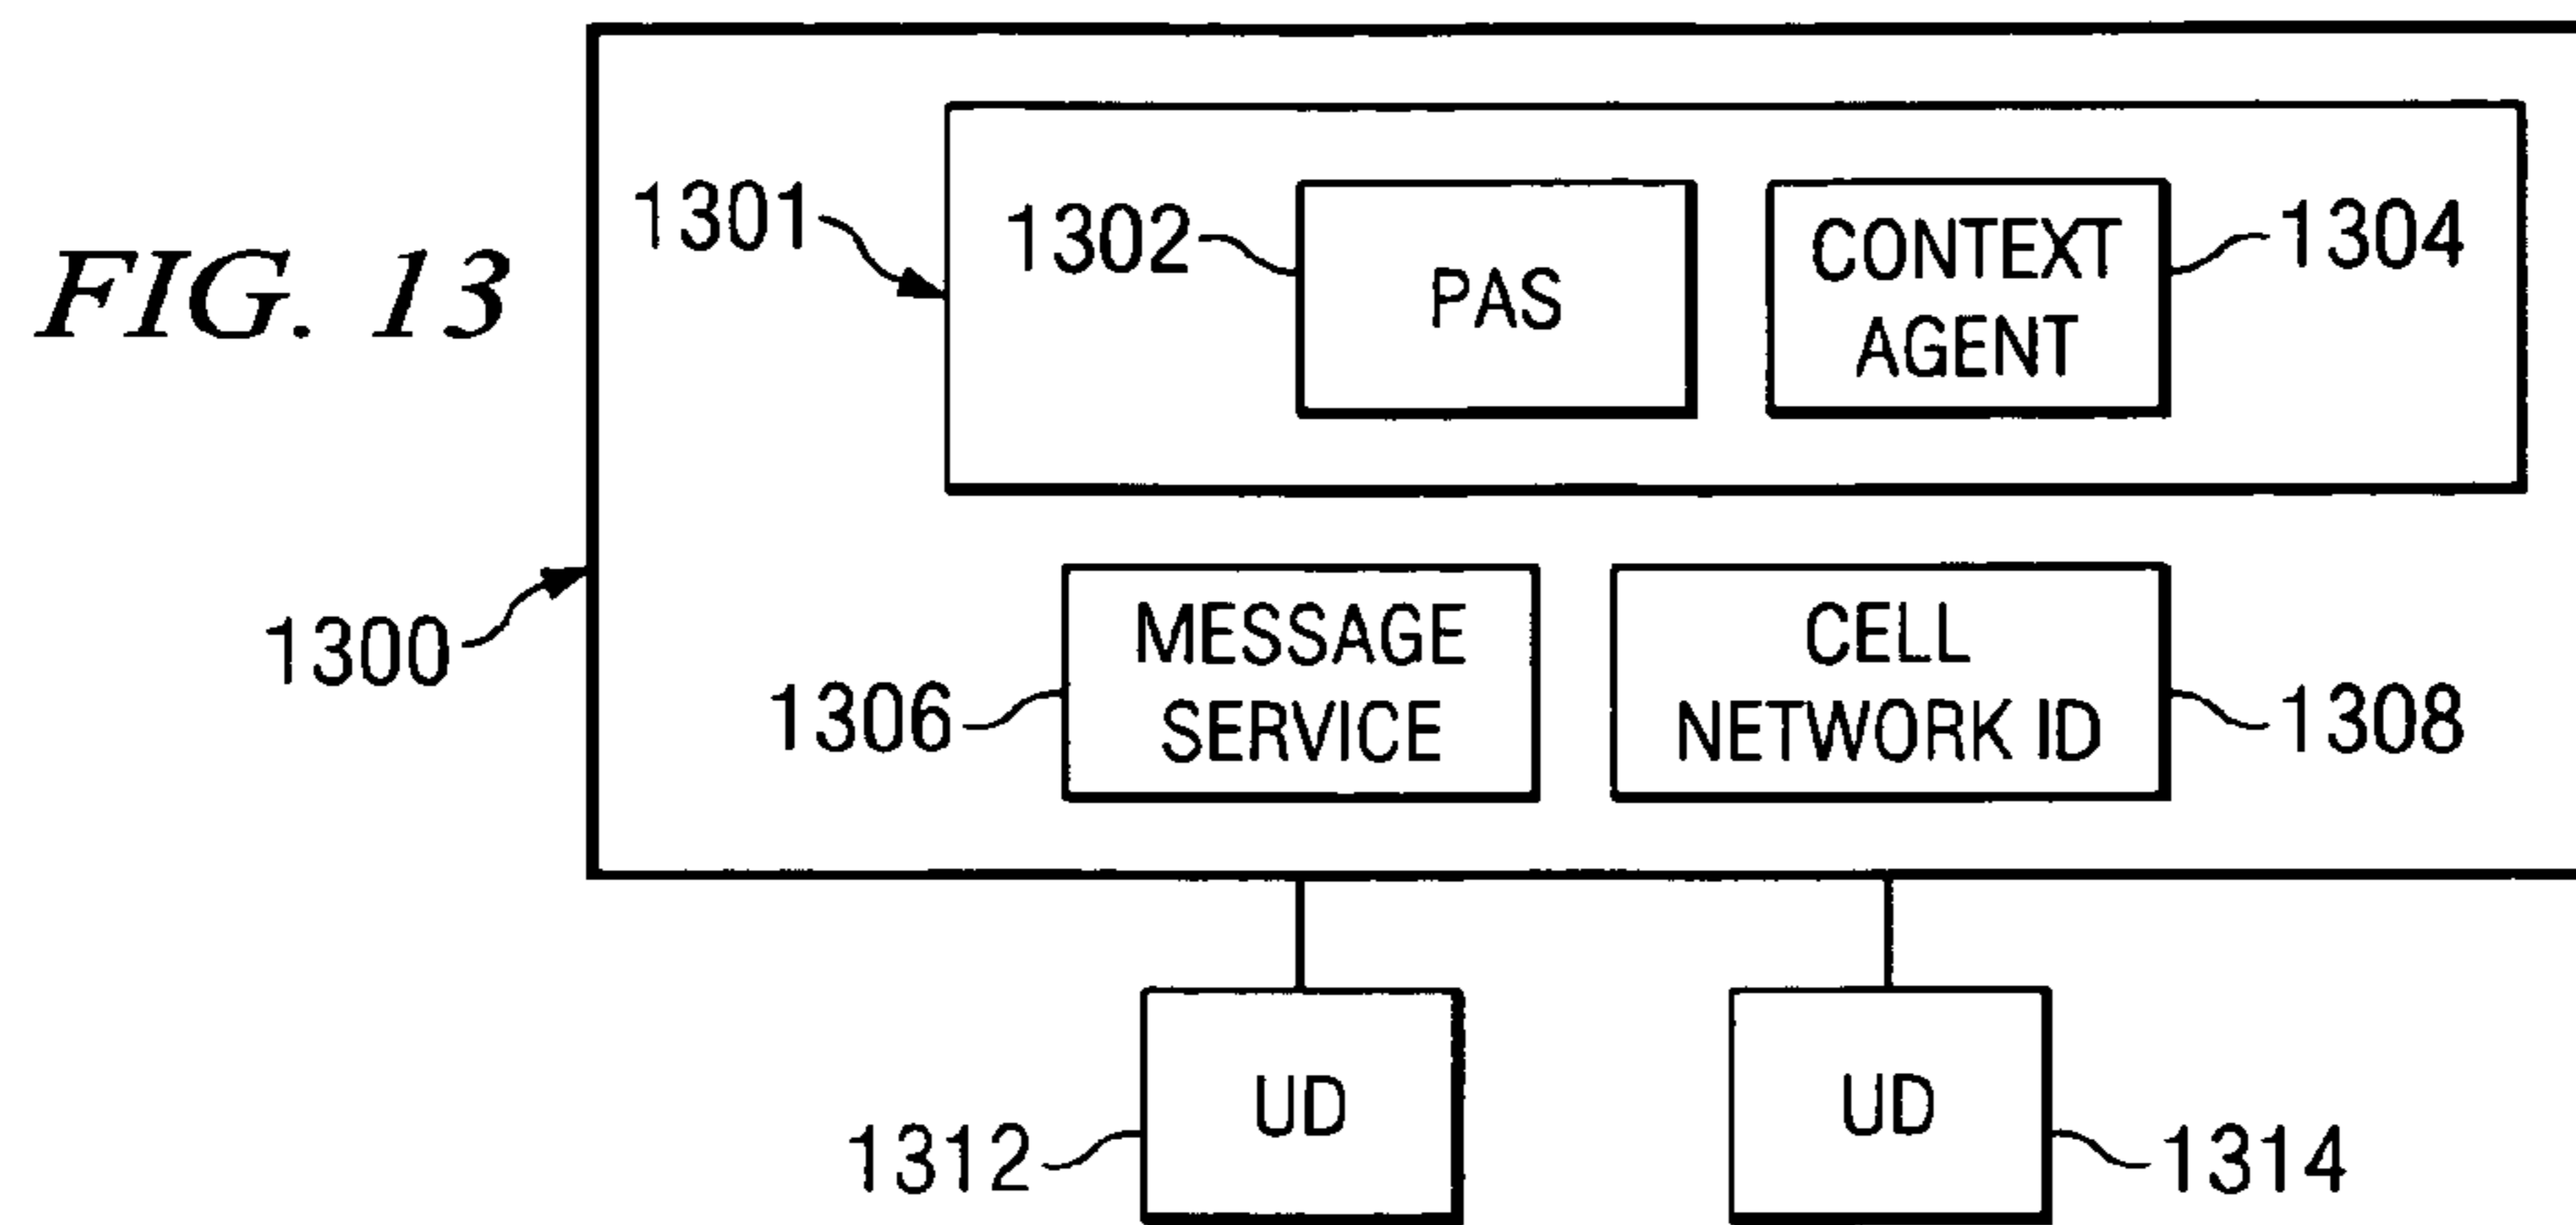 FIG. 13
1301
1302
PAS
CONTEXT
AGENT
1304
1300
1306
MESSAGE
SERVICE
CELL
NETWORK ID
1308
1312
UD
UD
1314